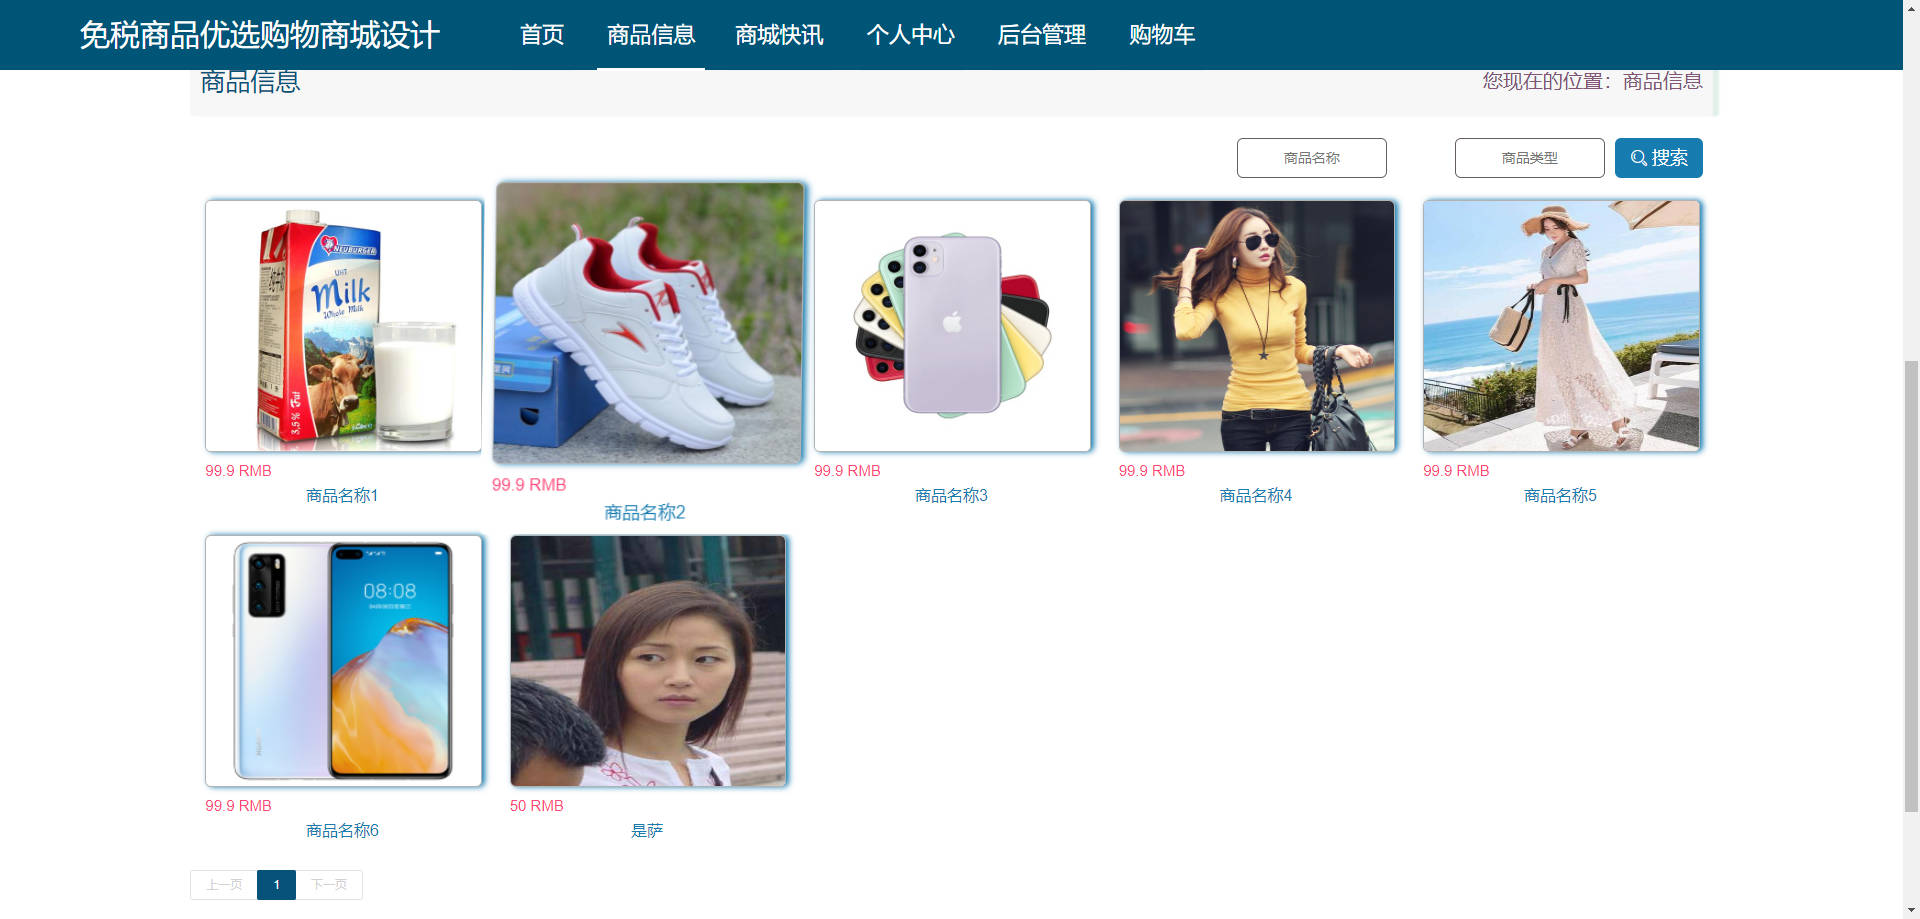 免税商品优选购物商城设计 首页 商品信息 商城快讯 个人中心 后台管理 购物车
商品信息 您现在的位置：商品信息
商品名称 商品类型 搜索
NEUBURGER
UHT
Milk
Whole Milk
3,5% Fat
99.9 RMB
商品名称1
99.9 RMB
商品名称2
99.9 RMB
商品名称3
99.9 RMB
商品名称4
99.9 RMB
商品名称5
08:08
HUAWEI
99.9 RMB
商品名称6
50 RMB
是萨
上一页 1 下一页